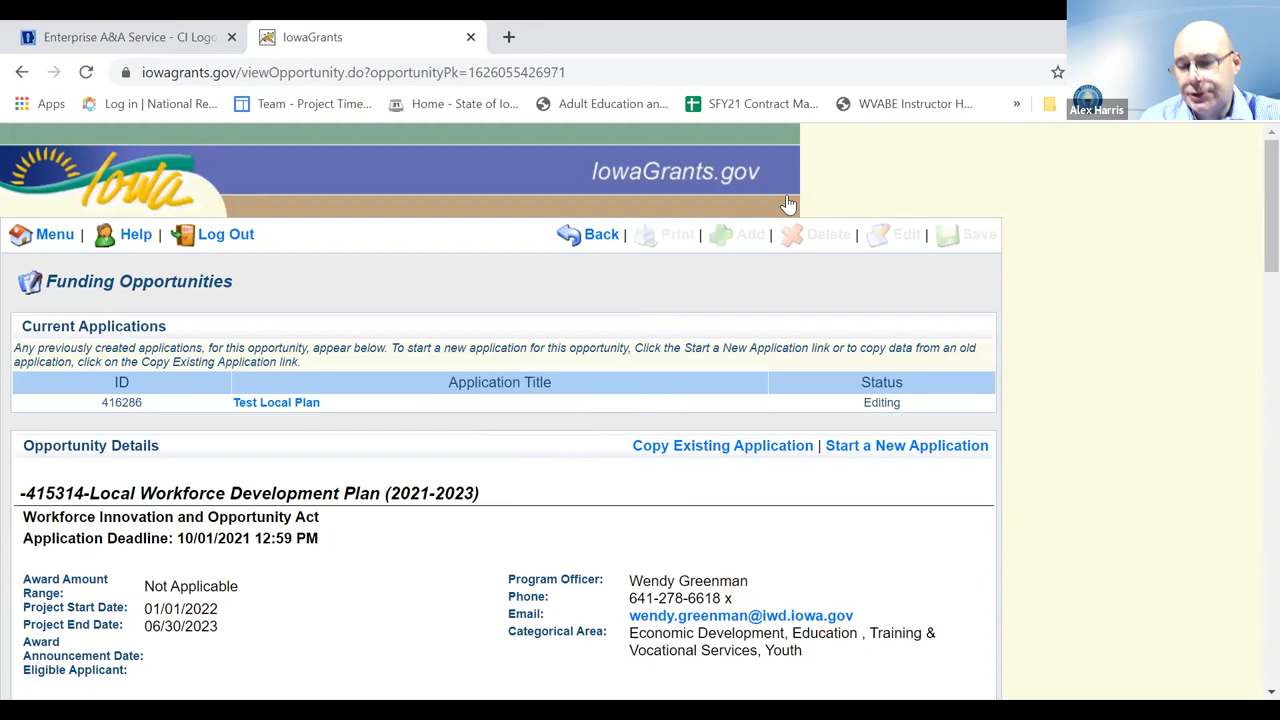 Enterprise A&A Service - CI Logo
IowaGrants
iowagrants.gov/viewOpportunity.do?opportunityPk=1626055426971
Apps
Log in | National Re...
Team - Project Time...
Home - State of Io...
Adult Education an...
SFY21 Contract Ma...
WVABE Instructor H...
»
Alex Harris
Iowa
IowaGrants.gov
Menu | Help | Log Out
Back | Print | Add | Delete | Edit | Save
Funding Opportunities
Current Applications
Any previously created applications, for this opportunity, appear below. To start a new application for this opportunity, Click the Start a New Application link or to copy data from an old
application, click on the Copy Existing Application link.
ID Application Title Status
416286 Test Local Plan Editing
Opportunity Details Copy Existing Application | Start a New Application
-415314-Local Workforce Development Plan (2021-2023)
Workforce Innovation and Opportunity Act
Application Deadline: 10/01/2021 12:59 PM
Award Amount
Range: Not Applicable
Project Start Date: 01/01/2022
Project End Date: 06/30/2023
Award
Announcement Date:
Eligible Applicant:
Program Officer: Wendy Greenman
Phone: 641-278-6618 x
Email: wendy.greenman@iwd.iowa.gov
Categorical Area: Economic Development, Education , Training &
Vocational Services, Youth